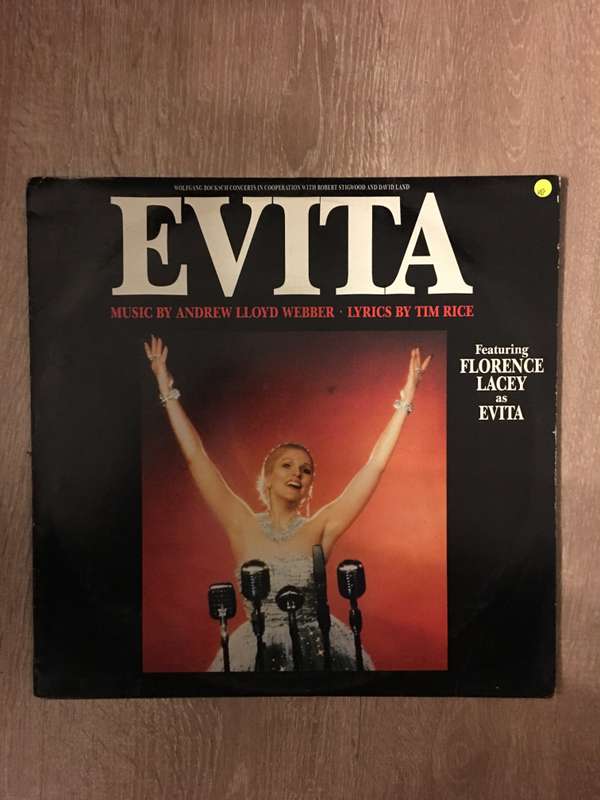 WOLFGANG BOCKSCH CONCERTS IN COOPERATION WITH ROBERT STIGWOOD AND DAVID LAND
EVITA
MUSIC BY ANDREW LLOYD WEBBER · LYRICS BY TIM RICE
Featuring
FLORENCE
LACEY
as
EVITA